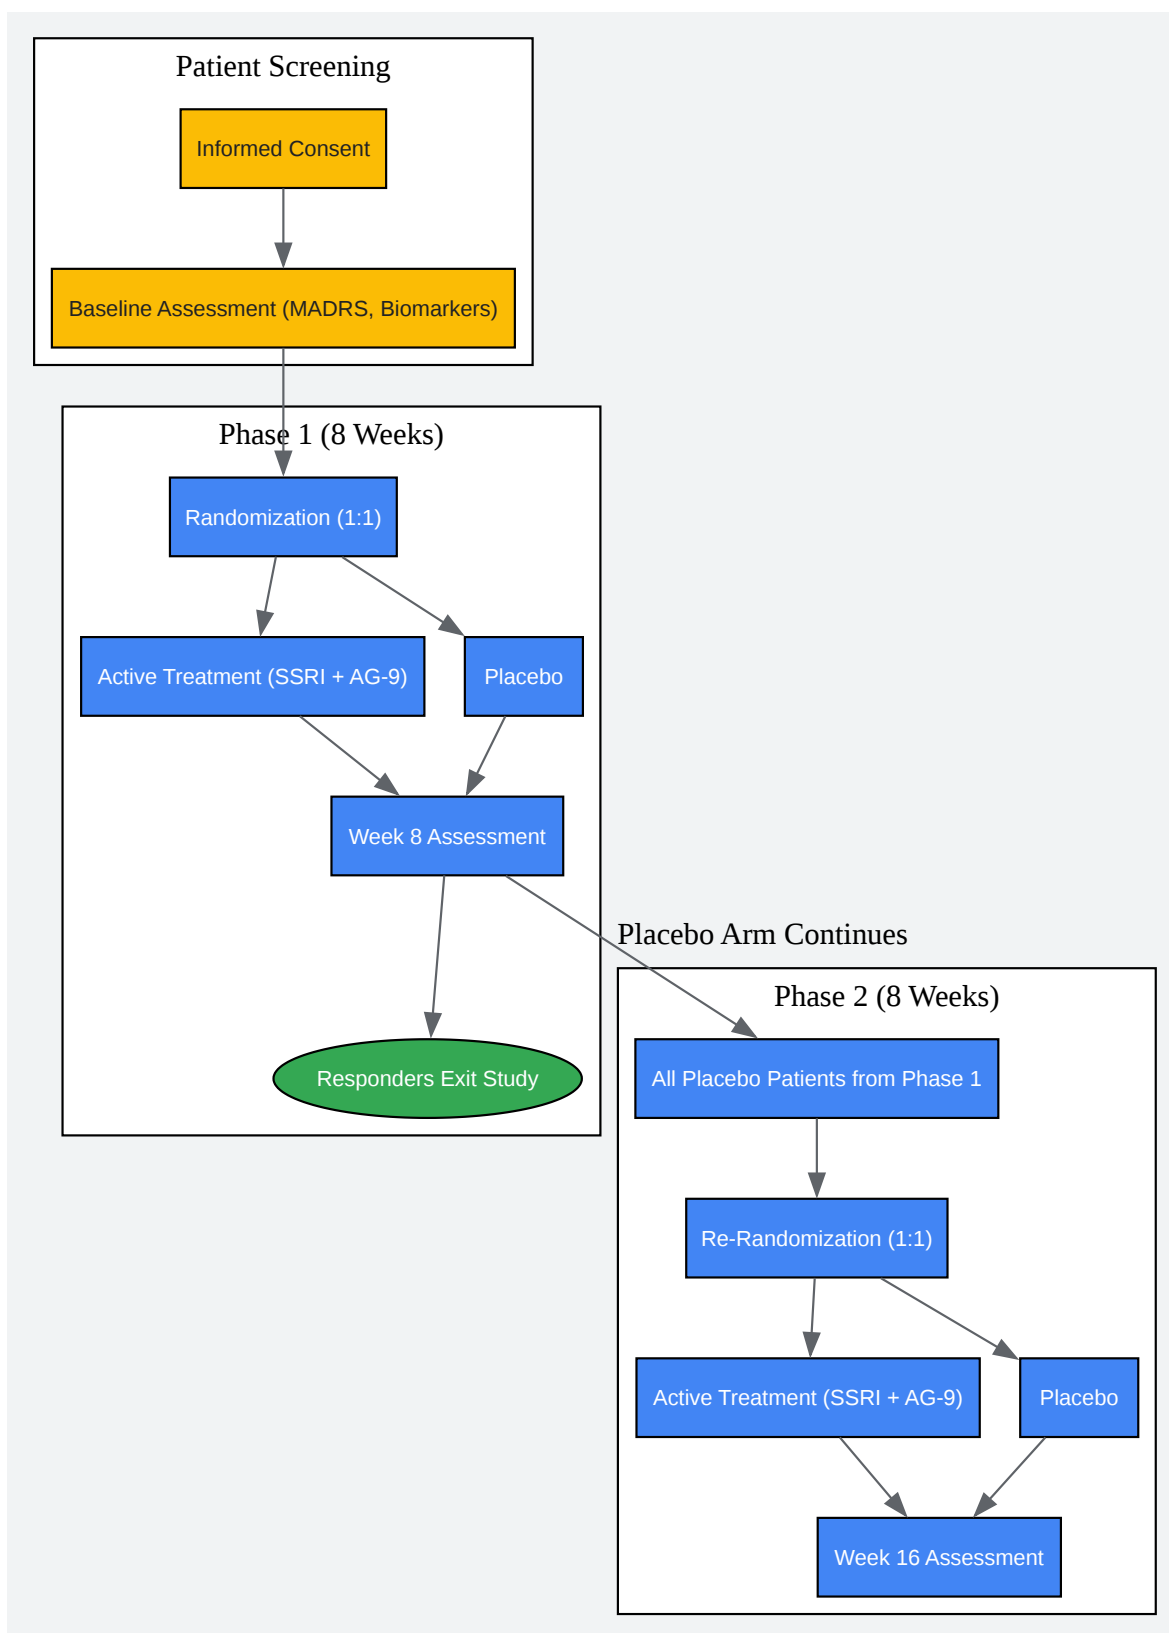 Patient Screening
Informed Consent
Baseline Assessment (MADRS, Biomarkers)
Phase 1 (8 Weeks)
Randomization (1:1)
Active Treatment (SSRI + AG-9)
Placebo
Week 8 Assessment
Responders Exit Study
Placebo Arm Continues
Phase 2 (8 Weeks)
All Placebo Patients from Phase 1
Re-Randomization (1:1)
Active Treatment (SSRI + AG-9)
Placebo
Week 16 Assessment